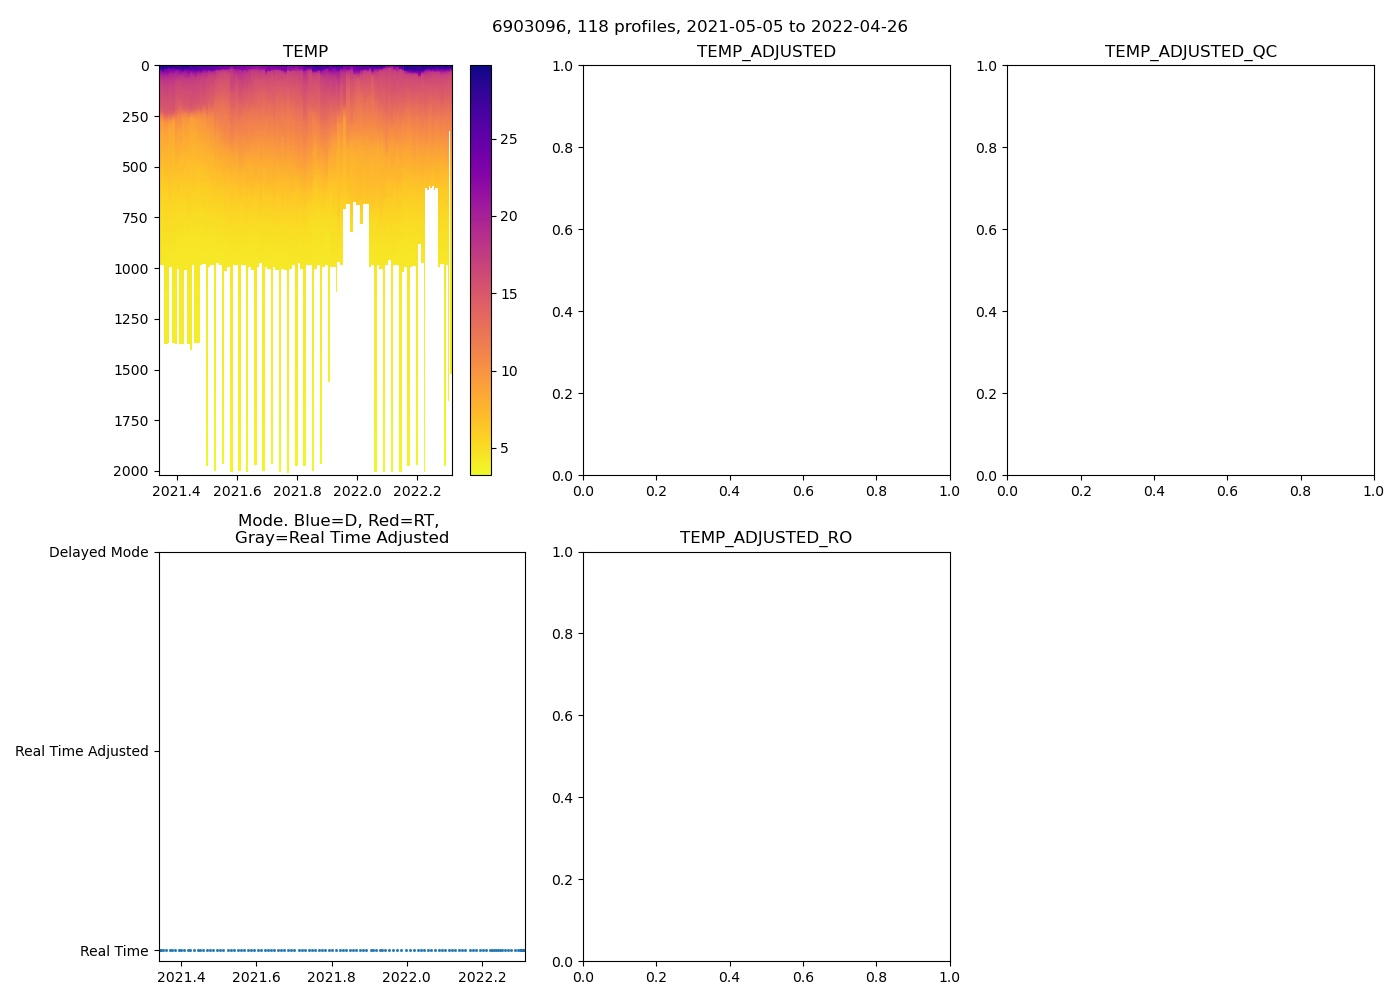 6903096, 118 profiles, 2021-05-05 to 2022-04-26
TEMP
0
250
500
750
1000
1250
1500
1750
2000
2021.4 2021.6 2021.8 2022.0 2022.2
25
20
15
10
5
TEMP_ADJUSTED
1.0
0.8
0.6
0.4
0.2
0.0
0.0 0.2 0.4 0.6 0.8 1.0
TEMP_ADJUSTED_QC
1.0
0.8
0.6
0.4
0.2
0.0
0.0 0.2 0.4 0.6 0.8 1.0
Mode. Blue=D, Red=RT,
Gray=Real Time Adjusted
Delayed Mode
Real Time Adjusted
Real Time
2021.4 2021.6 2021.8 2022.0 2022.2
TEMP_ADJUSTED_RO
1.0
0.8
0.6
0.4
0.2
0.0
0.0 0.2 0.4 0.6 0.8 1.0